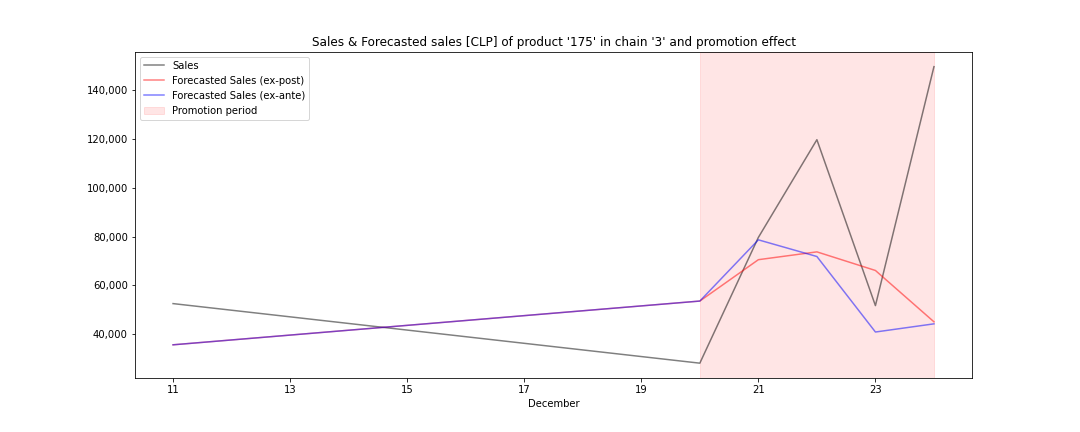 Sales & Forecasted sales [CLP] of product '175' in chain '3' and promotion effect
Sales
Forecasted Sales (ex-post)
Forecasted Sales (ex-ante)
Promotion period
140,000
120,000
100,000
80,000
60,000
40,000
11 13 15 17 19 21 23
December